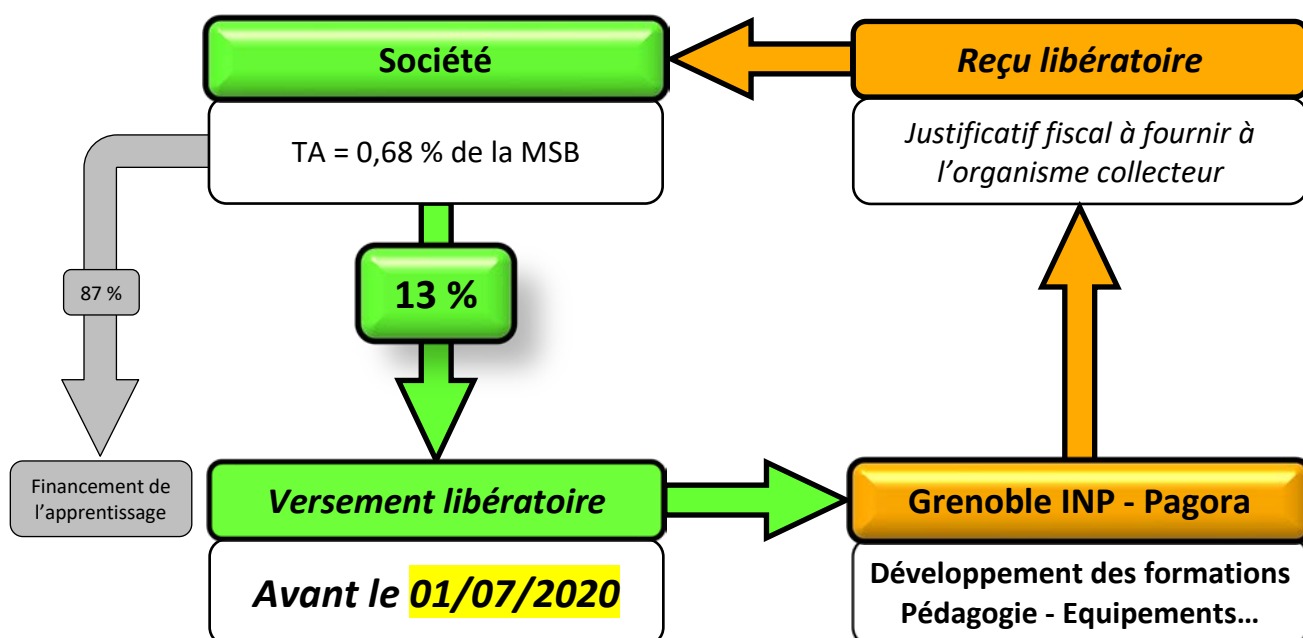 Société
TA = 0,68 % de la MSB
87 %
Financement de
l’apprentissage
13 %
Versement libératoire
Avant le 01/07/2020
Grenoble INP - Pagora
Développement des formations
Pédagogie - Equipements…
Reçu libératoire
Justificatif fiscal à fournir à
l’organisme collecteur